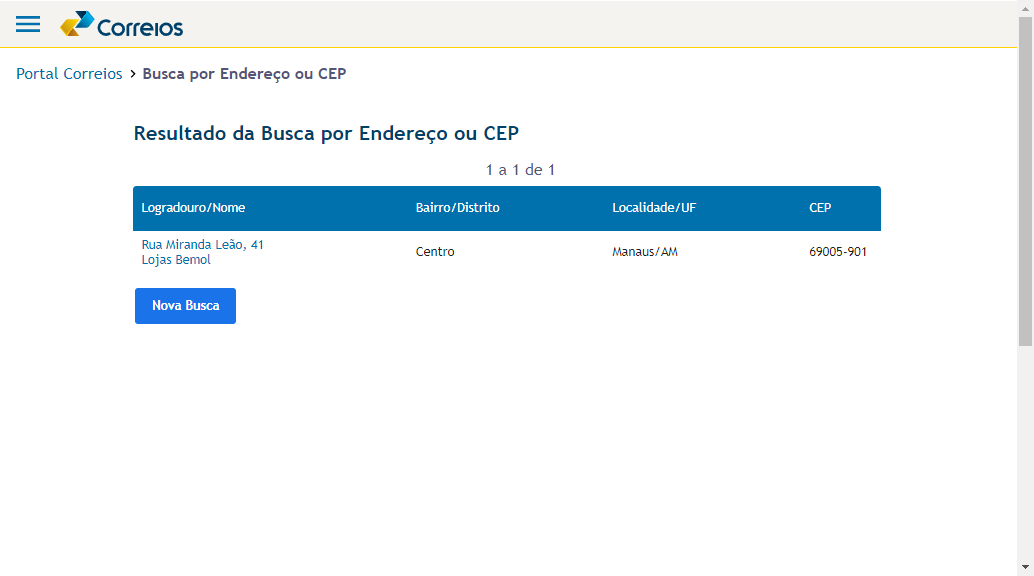 Correios
Portal Correios > Busca por Endereço ou CEP
Resultado da Busca por Endereço ou CEP
1 a 1 de 1
Logradouro/Nome Bairro/Distrito Localidade/UF CEP
Rua Miranda Leão, 41
Lojas Bemol Centro Manaus/AM 69005-901
Nova Busca